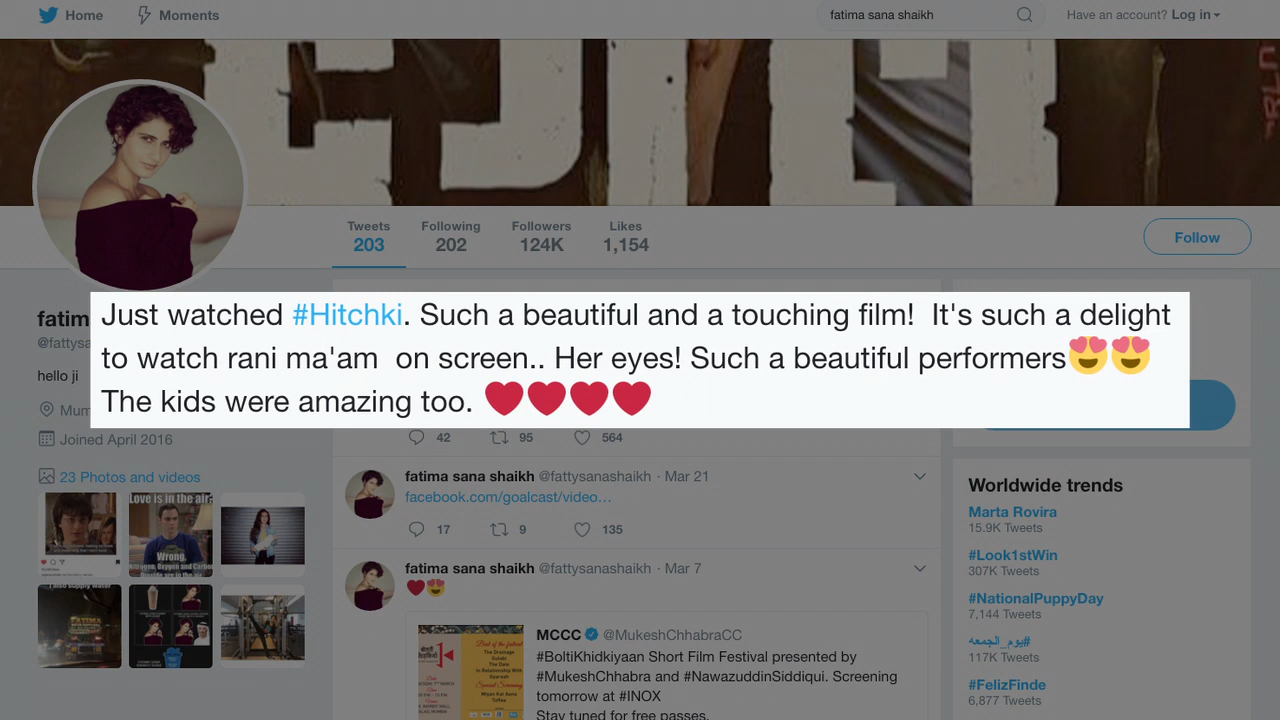 Home
Moments
fatima sana shaikh
Have an account? Log in
Tweets
203
Following
202
Followers
124K
Likes
1,154
Follow
fatim
@fattysa
hello ji
Mum
Joined April 2016
23 Photos and videos
Just watched #Hitchki. Such a beautiful and a touching film!  It's such a delight
to watch rani ma'am  on screen.. Her eyes! Such a beautiful performers😍😍
The kids were amazing too. ❤❤❤❤
42 95 564
fatima sana shaikh @fattysanashaikh · Mar 21
facebook.com/goalcast/video…
17 9 135
fatima sana shaikh @fattysanashaikh · Mar 7
❤😍
MCCC @MukeshChhabraCC
#BoltiKhidkiyaan Short Film Festival presented by
#MukeshChhabra and #NawazuddinSiddiqui. Screening
tomorrow at #INOX
Stay tuned for free passes.
Love is in the air?
Wrong.
FATIMA
Worldwide trends
Marta Rovira
15.9K Tweets
#Look1stWin
307K Tweets
#NationalPuppyDay
7,144 Tweets
#يوم_الجمعه
117K Tweets
#FelizFinde
6,877 Tweets